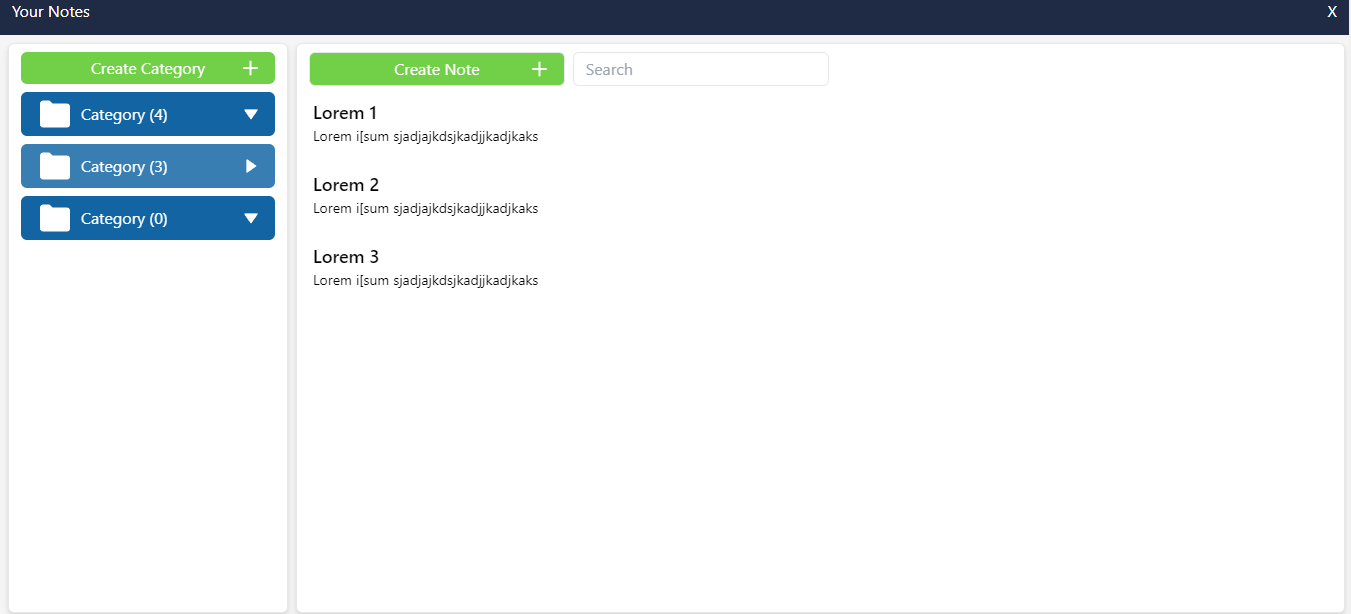 Your Notes X
Create Category +
Category (4)
Category (3)
Category (0)
Create Note +
Search
Lorem 1
Lorem i[sum sjadjajkdsjkadjjkadjkaks
Lorem 2
Lorem i[sum sjadjajkdsjkadjjkadjkaks
Lorem 3
Lorem i[sum sjadjajkdsjkadjjkadjkaks